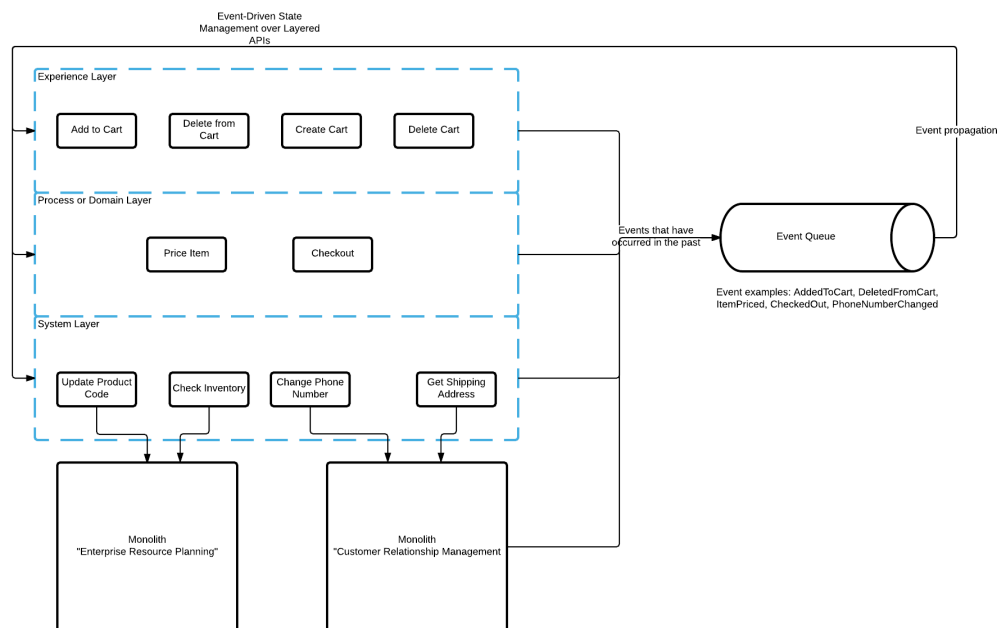 Event-Driven State
Management over Layered
APIs
Experience Layer
Add to Cart
Delete from
Cart
Create Cart
Delete Cart
Event propagation
Process or Domain Layer
Price Item
Checkout
Events that have
occurred in the past
Event Queue
Event examples: AddedToCart, DeletedFromCart,
ItemPriced, CheckedOut, PhoneNumberChanged
System Layer
Update Product
Code
Check Inventory
Change Phone
Number
Get Shipping
Address
Monolith
"Enterprise Resource Planning"
Monolith
"Customer Relationship Management